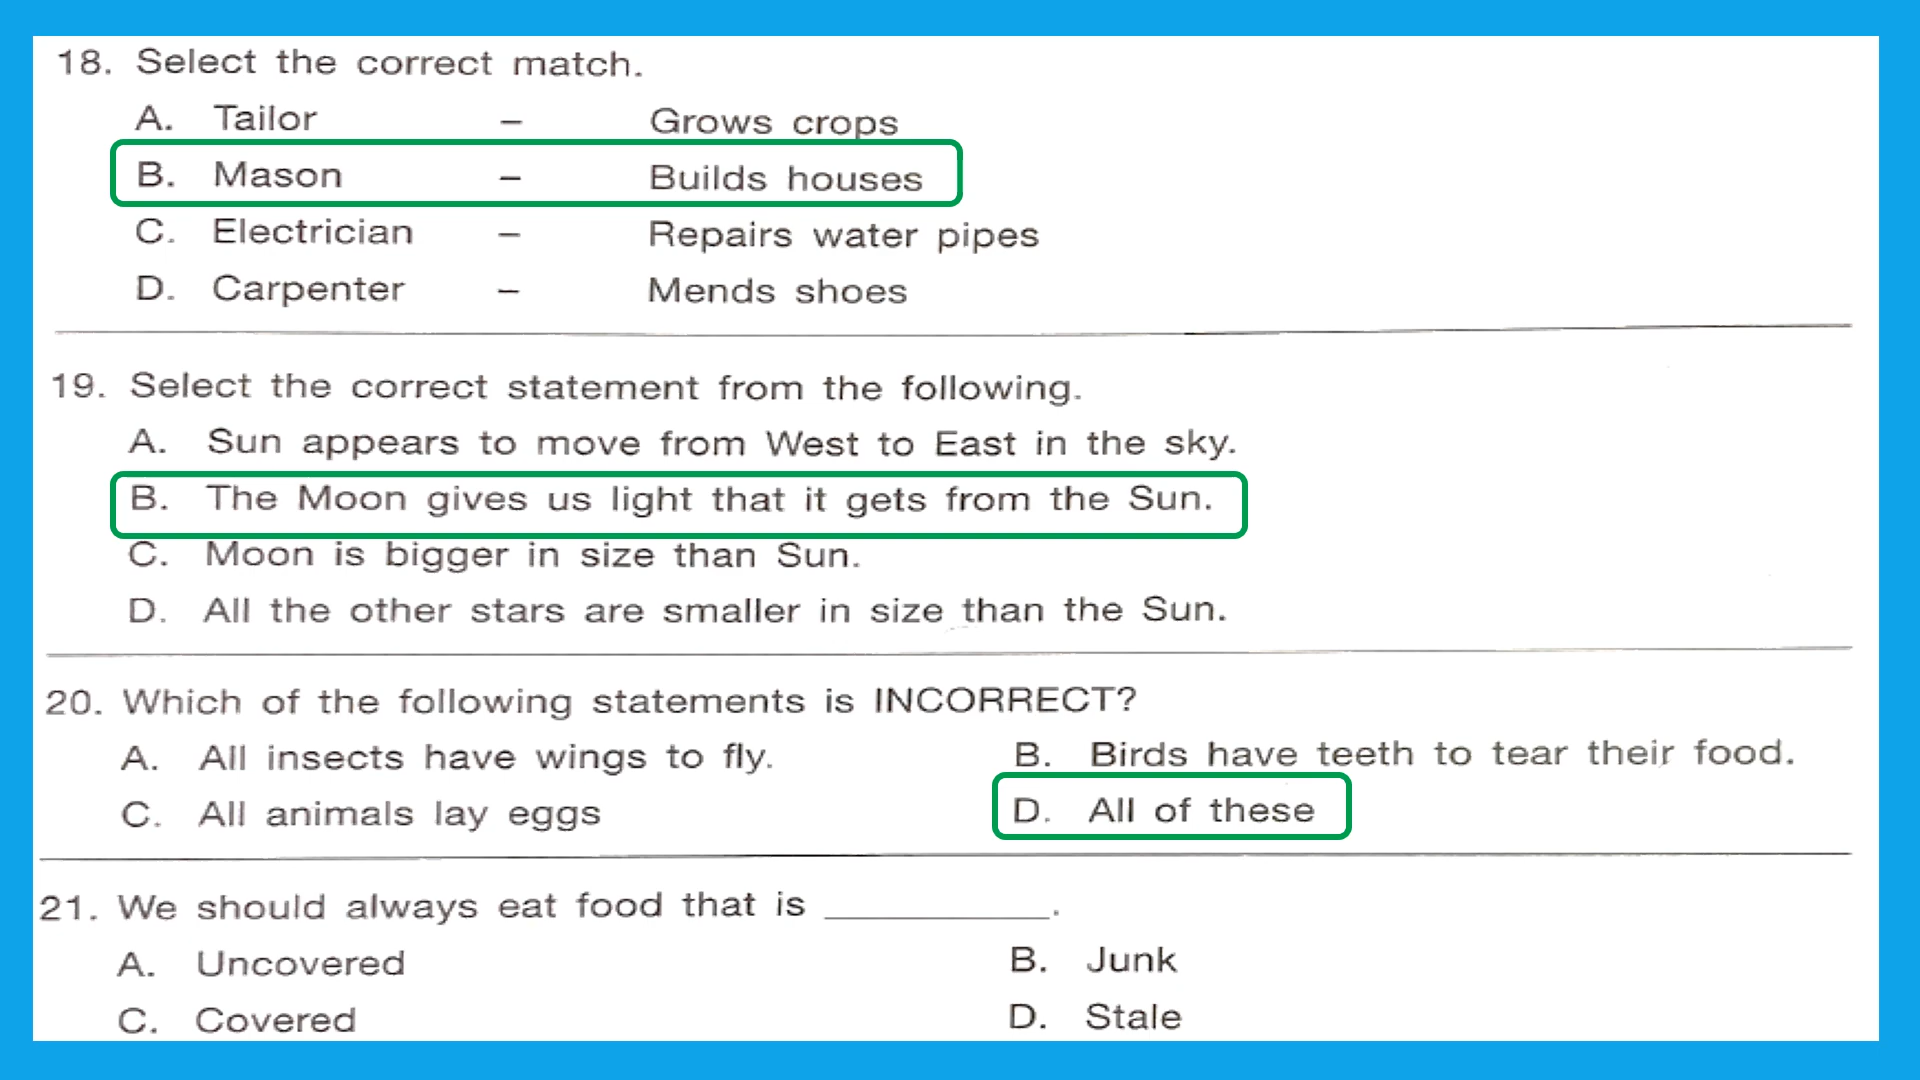 18. Select the correct match.
A. Tailor – Grows crops
B. Mason – Builds houses
C. Electrician – Repairs water pipes
D. Carpenter – Mends shoes
19. Select the correct statement from the following.
A. Sun appears to move from West to East in the sky.
B. The Moon gives us light that it gets from the Sun.
C. Moon is bigger in size than Sun.
D. All the other stars are smaller in size than the Sun.
20. Which of the following statements is INCORRECT?
A. All insects have wings to fly. B. Birds have teeth to tear their food.
C. All animals lay eggs D. All of these
21. We should always eat food that is ___________.
A. Uncovered B. Junk
C. Covered D. Stale